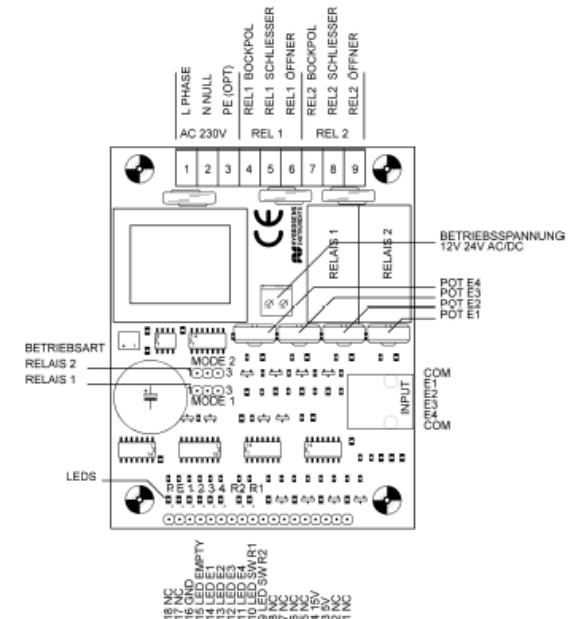 L PHASE
N NULL
PE (OPT)
REL1 BOCKPOL
REL1 SCHLIESSER
REL1 ÖFFNER
REL2 BOCKPOL
REL2 SCHLIESSER
REL2 ÖFFNER
AC 230V
REL 1
REL 2
1 2 3 4 5 6 7 8 9
CE
INSTRUMENTS
RELAIS 1
RELAIS 2
BETRIEBSSPANNUNG
12V 24V AC/DC
POT E4
POT E3
POT E2
POT E1
BETRIEBSART
RELAIS 2
RELAIS 1
MODE 2
3
3
MODE 1
INPUT
COM
E1
E2
E3
E4
COM
LEDS
R E 1 2 3 4 R2 R1
18 NC
17 NC
16 GND
15 LED EMPTY
14 LED E1
13 LED E2
12 LED E3
11 LED E4
10 LED SW R1
9 LED SW R2
8 NC
7 NC
6 NC
5 NC
4 15V
3 5V
2 NC
1 NC